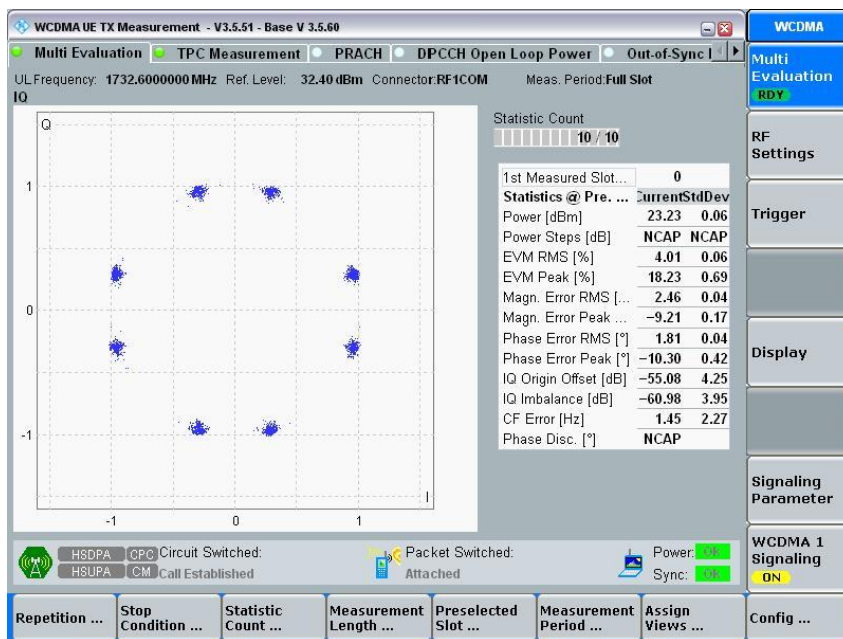 WCDMA UE TX Measurement - V3.5.51 - Base V 3.5.60
WCDMA
Multi Evaluation
TPC Measurement
PRACH
DPCCH Open Loop Power
Out-of-Sync
UL Frequency: 1732.6000000 MHz Ref. Level: 32.40 dBm Connector:RF1COM Meas. Period:Full Slot
IQ
Q
1
0
-1
-1 0 1
I
Statistic Count
10 / 10
1st Measured Slot... 0
Statistics @ Pre. ... Current StdDev
Power [dBm] 23.23 0.06
Power Steps [dB] NCAP NCAP
EVM RMS [%] 4.01 0.06
EVM Peak [%] 18.23 0.69
Magn. Error RMS [... 2.46 0.04
Magn. Error Peak ... -9.21 0.17
Phase Error RMS [°] 1.81 0.04
Phase Error Peak [°] -10.30 0.42
IQ Origin Offset [dB] -55.08 4.25
IQ Imbalance [dB] -60.98 3.95
CF Error [Hz] 1.45 2.27
Phase Disc. [°] NCAP
Multi
Evaluation
RDY
RF
Settings
Trigger
Display
Signaling
Parameter
WCDMA 1
Signaling
ON
HSDPA CPC Circuit Switched:
HSUPA CM Call Established
Packet Switched:
Attached
Power: OK
Sync: OK
Repetition ...
Stop
Condition ...
Statistic
Count ...
Measurement
Length ...
Preselected
Slot ...
Measurement
Period ...
Assign
Views ...
Config ...